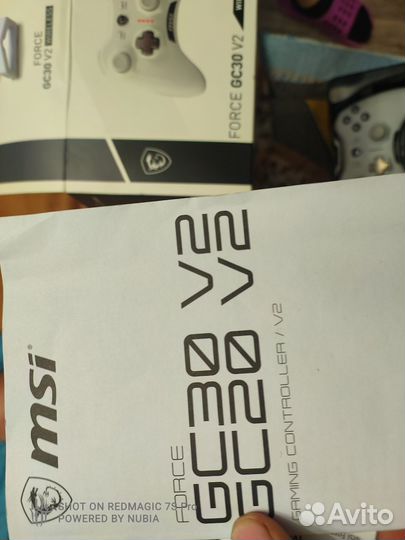 FORCE
GC30 V2 WIRELESS
FORCE GC30 V2
msi
FORCE
GC30 V2
GC20 V2
GAMING CONTROLLER / V2
SHOT ON REDMAGIC 7S Pro
POWERED BY NUBIA
Avito